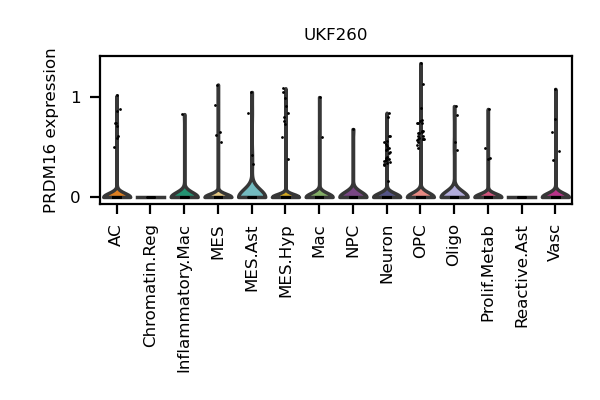 UKF260
PRDM16 expression
1
0
AC
Chromatin.Reg
Inflammatory.Mac
MES
MES.Ast
MES.Hyp
Mac
NPC
Neuron
OPC
Oligo
Prolif.Metab
Reactive.Ast
Vasc